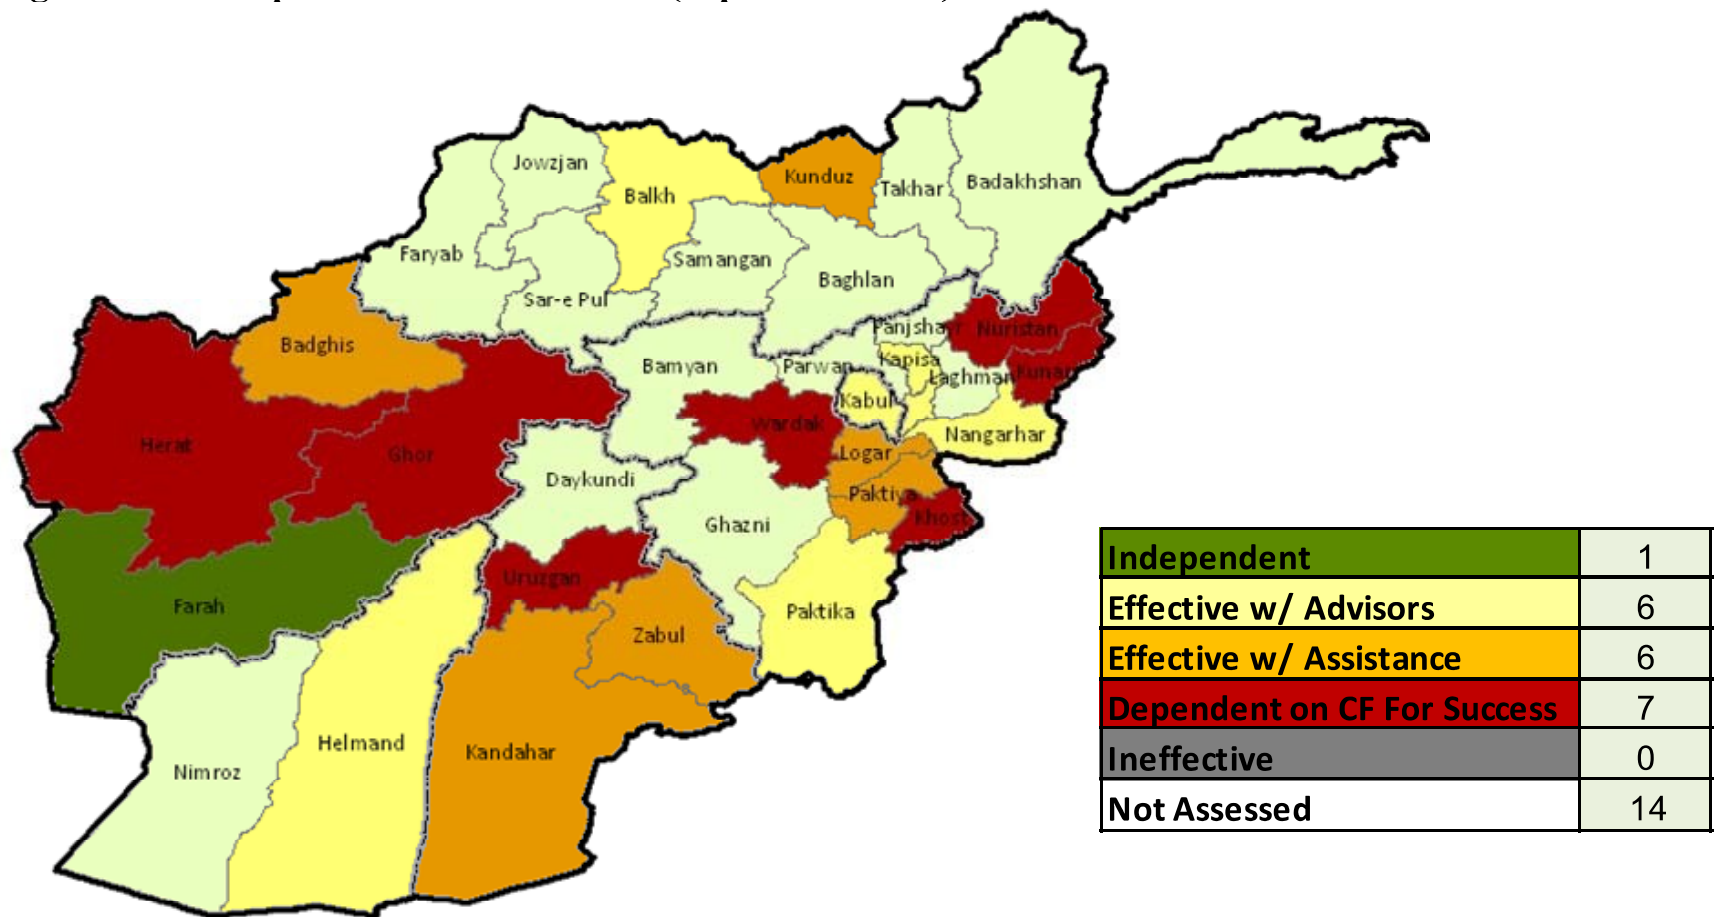 Jowzjan
Balkh
Kunduz
Takhar
Badakhshan
Faryab
Samangan
Baghlan
Sar-e Pul
Badghis
Panjshayr
Nuristan
Bamyan
Parwan
Kapisa
Laghman
Kunar
Kabul
Wardak
Nangarhar
Herat
Ghor
Logar
Daykundi
Paktiya
Ghazni
Khost
Uruzgan
Farah
Zabul
Paktika
Helmand
Kandahar
Nimroz
Independent 1
Effective w/ Advisors 6
Effective w/ Assistance 6
Dependent on CF For Success 7
Ineffective 0
Not Assessed 14